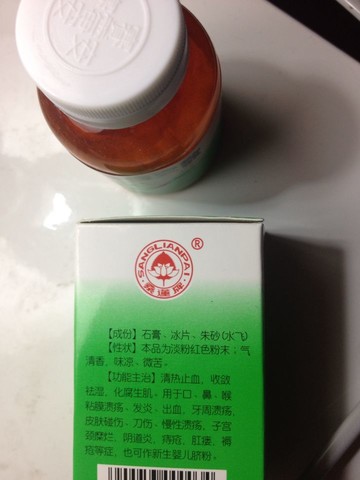 SANGLIANPAI®
桑莲牌
【成份】石膏、冰片、朱砂(水飞)
【性状】本品为淡粉红色粉末；气
清香，味凉、微苦。
【功能主治】清热止血，收敛
祛湿，化腐生肌。用于口、鼻、喉
粘膜溃疡、发炎、出血，牙周溃疡，
皮肤碰伤、刀伤、慢性溃疡、子宫
颈糜烂，阴道炎，痔疮，肛瘘，褥
疮等症，也可作新生婴儿脐粉。